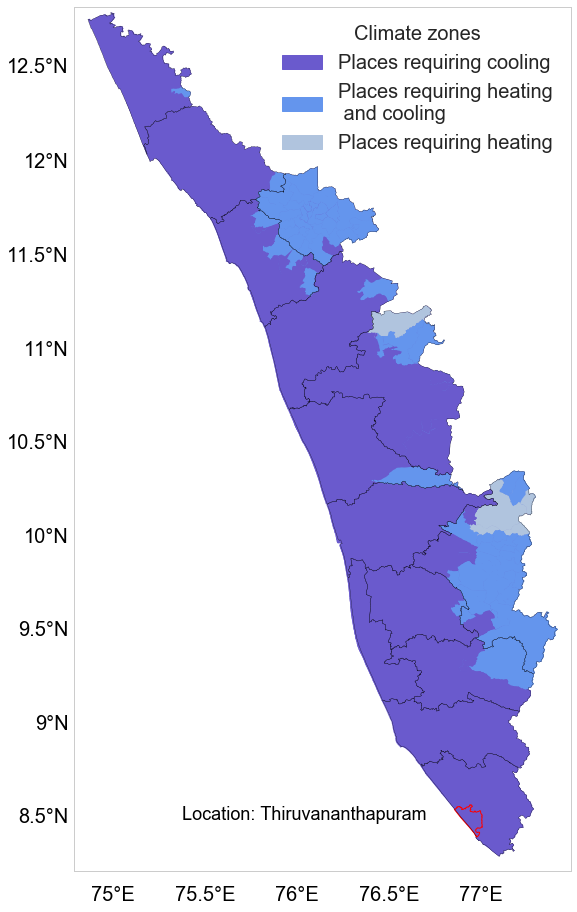 Climate zones
Places requiring cooling
Places requiring heating
and cooling
Places requiring heating
12.5°N
12°N
11.5°N
11°N
10.5°N
10°N
9.5°N
9°N
8.5°N
Location: Thiruvananthapuram
75°E 75.5°E 76°E 76.5°E 77°E